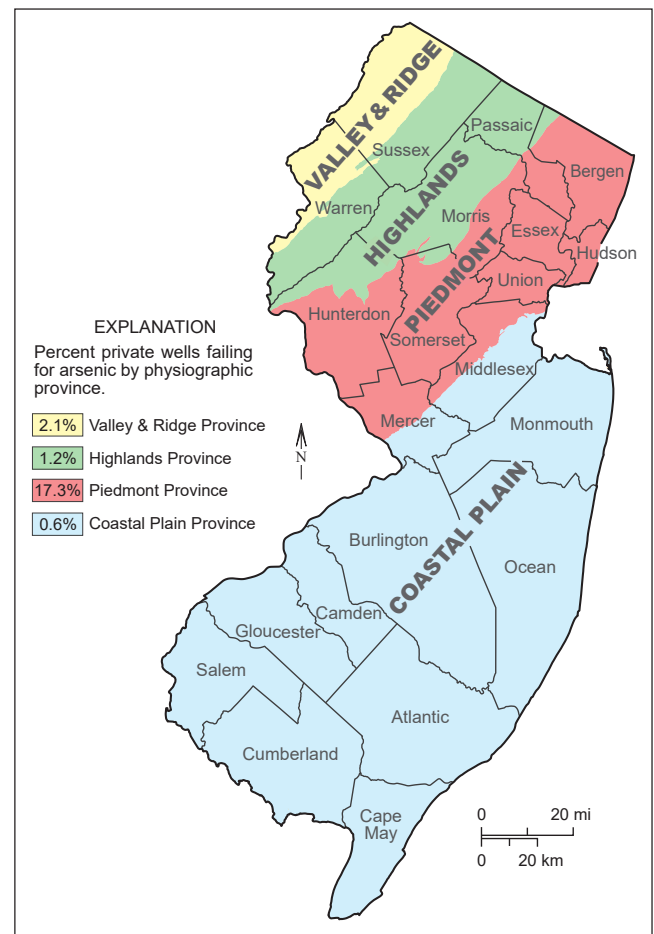 VALLEY & RIDGE
Passaic
Sussex
Bergen
HIGHLANDS
Warren
Morris
Essex
Hudson
PIEDMONT
Union
Hunterdon
Somerset
Middlesex
Mercer
Monmouth
EXPLANATION
Percent private wells failing
for arsenic by physiographic
province.
2.1% Valley & Ridge Province
1.2% Highlands Province
17.3% Piedmont Province
0.6% Coastal Plain Province
N
COASTAL PLAIN
Burlington
Ocean
Camden
Gloucester
Salem
Atlantic
Cumberland
Cape
May
0 20 mi
0 20 km